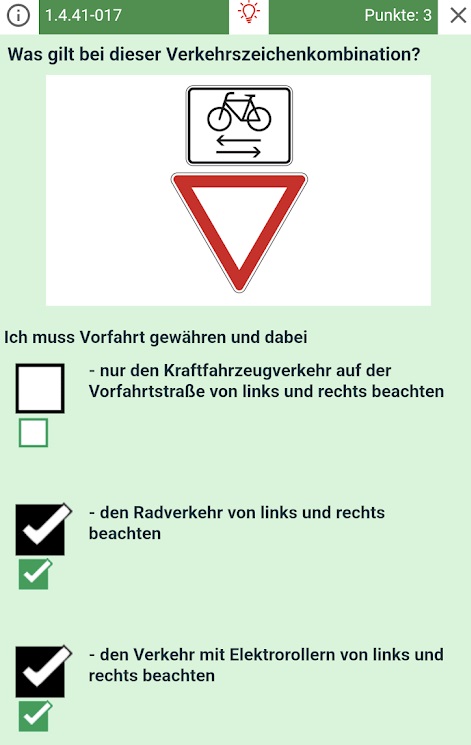 1.4.41-017
Punkte: 3
Was gilt bei dieser Verkehrszeichenkombination?
Ich muss Vorfahrt gewähren und dabei
- nur den Kraftfahrzeugverkehr auf der
Vorfahrtstraße von links und rechts beachten
- den Radverkehr von links und rechts
beachten
- den Verkehr mit Elektrorollern von links und
rechts beachten